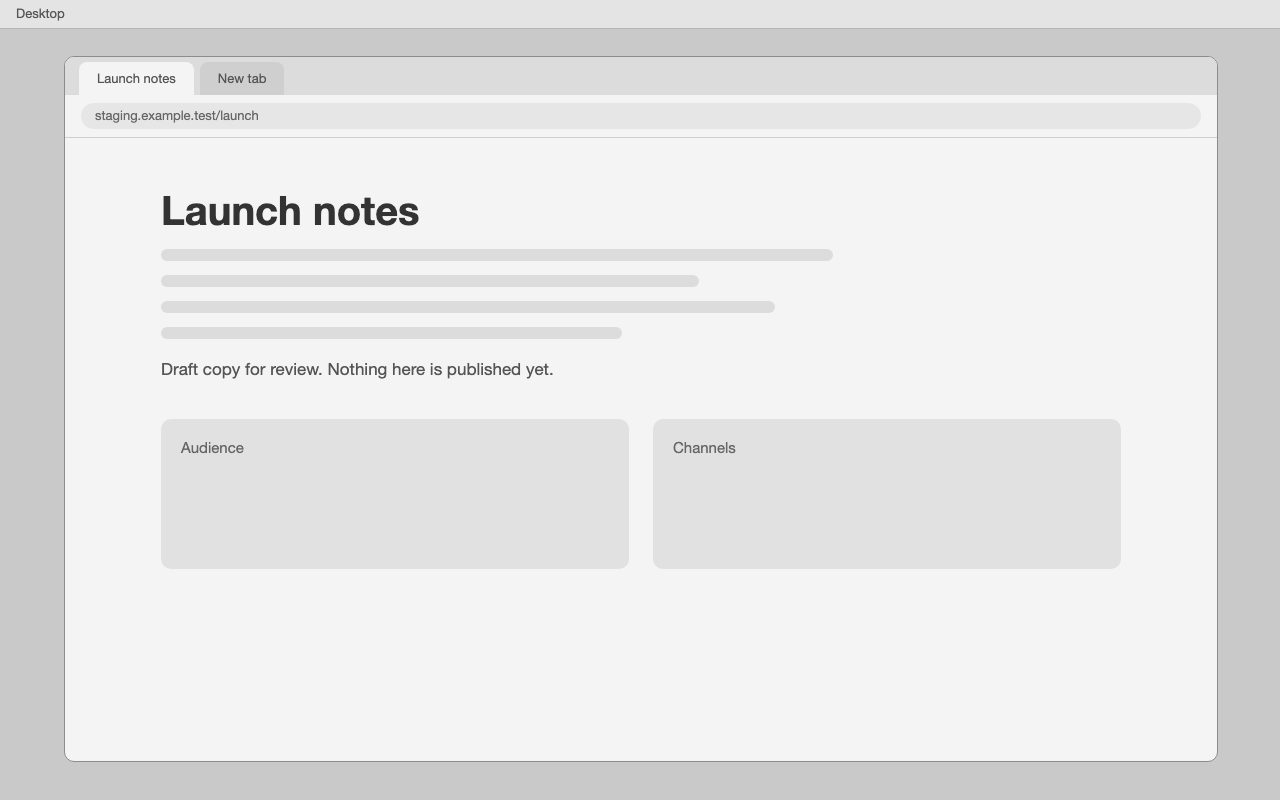 Desktop
Launch notes
New tab
staging.example.test/launch
Launch notes
Draft copy for review. Nothing here is published yet.
Audience
Channels